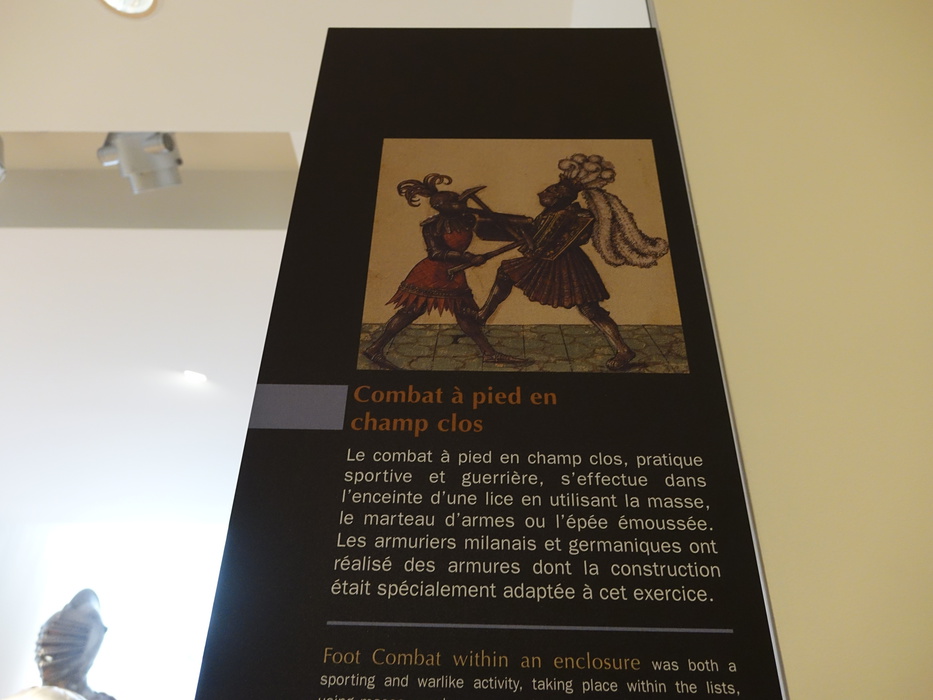 Combat à pied en
champ clos
Le combat à pied en champ clos, pratique
sportive et guerrière, s'effectue dans
l'enceinte d'une lice en utilisant la masse,
le marteau d'armes ou l'épée émoussée.
Les armuriers milanais et germaniques ont
réalisé des armures dont la construction
était spécialement adaptée à cet exercice.
Foot Combat within an enclosure was both a
sporting and warlike activity, taking place within the lists,